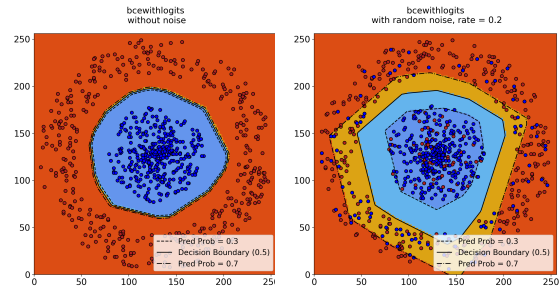 bcewithlogits
without noise
bcewithlogits
with random noise, rate = 0.2
250
200
150
100
50
0
0
50
100
150
200
25
Pred Prob = 0.3
Decision Boundary (0.5)
Pred Prob = 0.7
250
200
150
100
50
0
0
50
100
150
200
250
Pred Prob = 0.3
Decision Boundary (0.5)
Pred Prob = 0.7